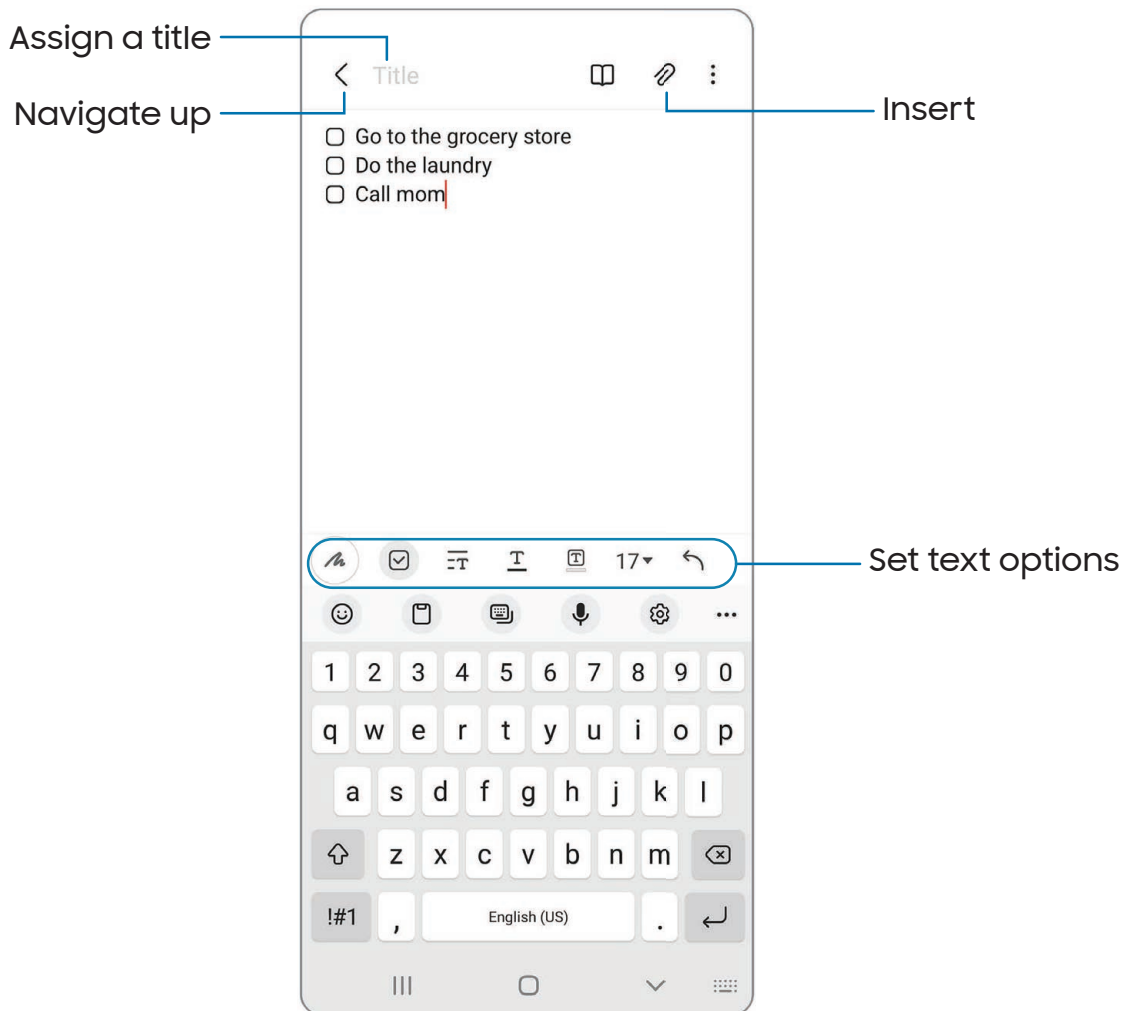 Assign a title
Title
Navigate up
Insert
Go to the grocery store
Do the laundry
Call mom
T T T 17
Set text options
1 2 3 4 5 6 7 8 9 0
q w e r t y u i o p
a s d f g h j k l
z x c v b n m
!#1 , English (US) .